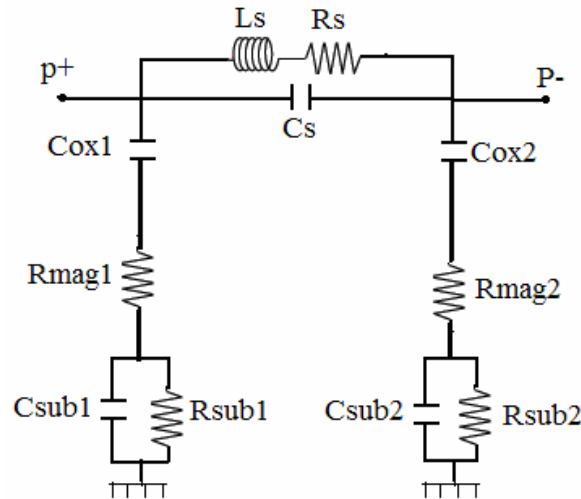 Ls Rs
p+ P-
Cs
Cox1 Cox2
Rmag1 Rmag2
Csub1 Rsub1 Csub2 Rsub2